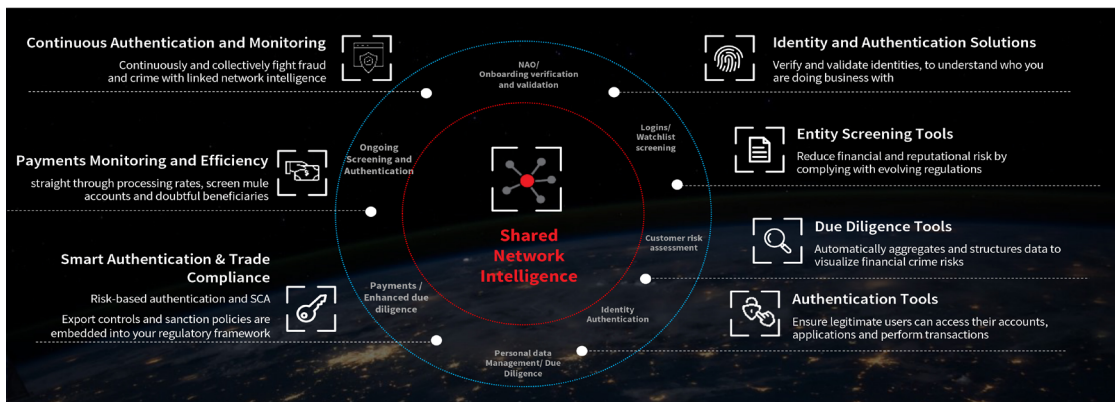 Continuous Authentication and Monitoring
Continuously and collectively fight fraud
and crime with linked network intelligence
Payments Monitoring and Efficiency
straight through processing rates, screen mule
accounts and doubtful beneficiaries
Smart Authentication & Trade
Compliance
Risk-based authentication and SCA
Export controls and sanction policies are
embedded into your regulatory framework
NAO/
Onboarding verification
and validation
Logins/
Watchlist
screening
Customer risk
assessment
Identity
Authentication
Personal data
Management/ Due
Diligence
Payments /
Enhanced due
diligence
Ongoing
Screening and
Authentication
Shared
Network
Intelligence
Identity and Authentication Solutions
Verify and validate identities, to understand who you
are doing business with
Entity Screening Tools
Reduce financial and reputational risk by
complying with evolving regulations
Due Diligence Tools
Automatically aggregates and structures data to
visualize financial crime risks
Authentication Tools
Ensure legitimate users can access their accounts,
applications and perform transactions